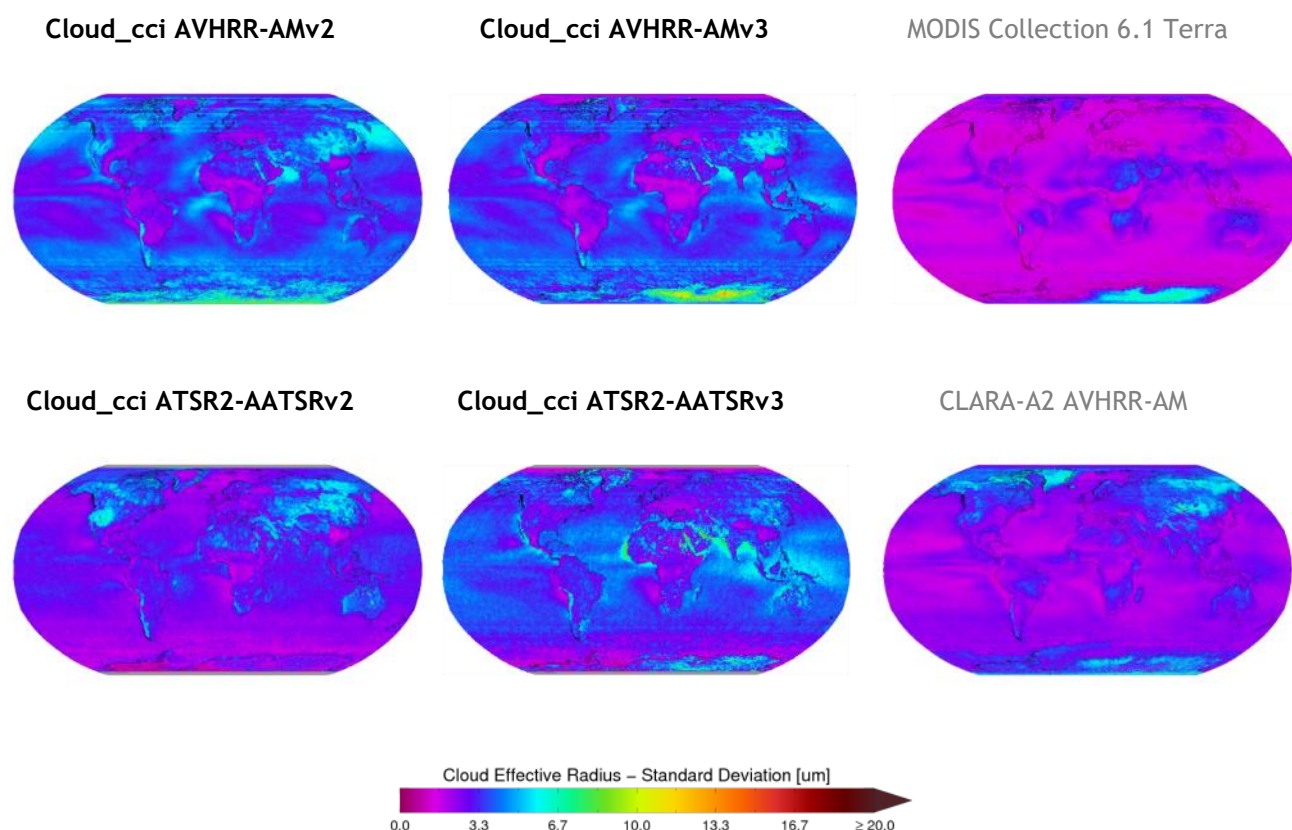 Cloud_cci AVHRR-AMv2 Cloud_cci AVHRR-AMv3 MODIS Collection 6.1 Terra
Cloud_cci ATSR2-AATSRv2 Cloud_cci ATSR2-AATSRv3 CLARA-A2 AVHRR-AM
Cloud Effective Radius – Standard Deviation [um]
0.0 3.3 6.7 10.0 13.3 16.7 ≥ 20.0